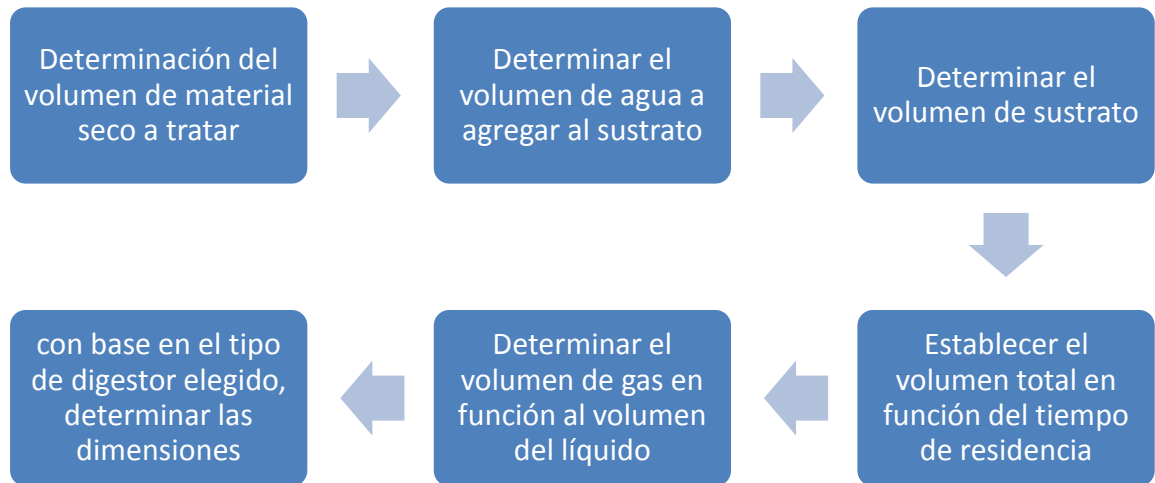 Determinación del
volumen de material
seco a tratar
Determinar el
volumen de agua a
agregar al sustrato
Determinar el
volumen de sustrato
Establecer el
volumen total en
función del tiempo
de residencia
Determinar el
volumen de gas en
función al volumen
del líquido
con base en el tipo
de digestor elegido,
determinar las
dimensiones